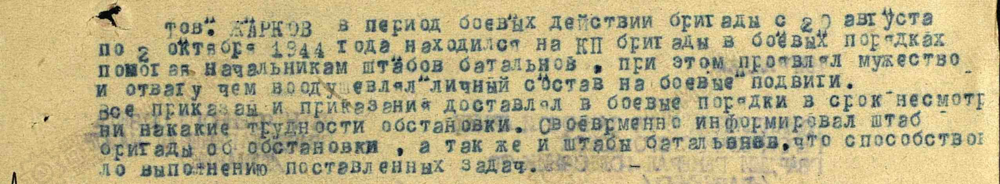 тов. ЖАРКОВ в период боевых действии бригады с 20 августа
по 2 октября 1944 года находился на КП бригады в боевых порядках
помогая начальникам штабов батальнов , при этом проявлял мужество
и отвагу чем воодушевлял личный состав на боевые подвиги.
все приказаы и приказания доставлял в боевые порядки в срок несмотр
ни накакие трудности обстановки. Своеврменно информировал штаб
бригады об обстановки , а так же и штабы батальонов,что способствов
ло выполнению поставленных задач.